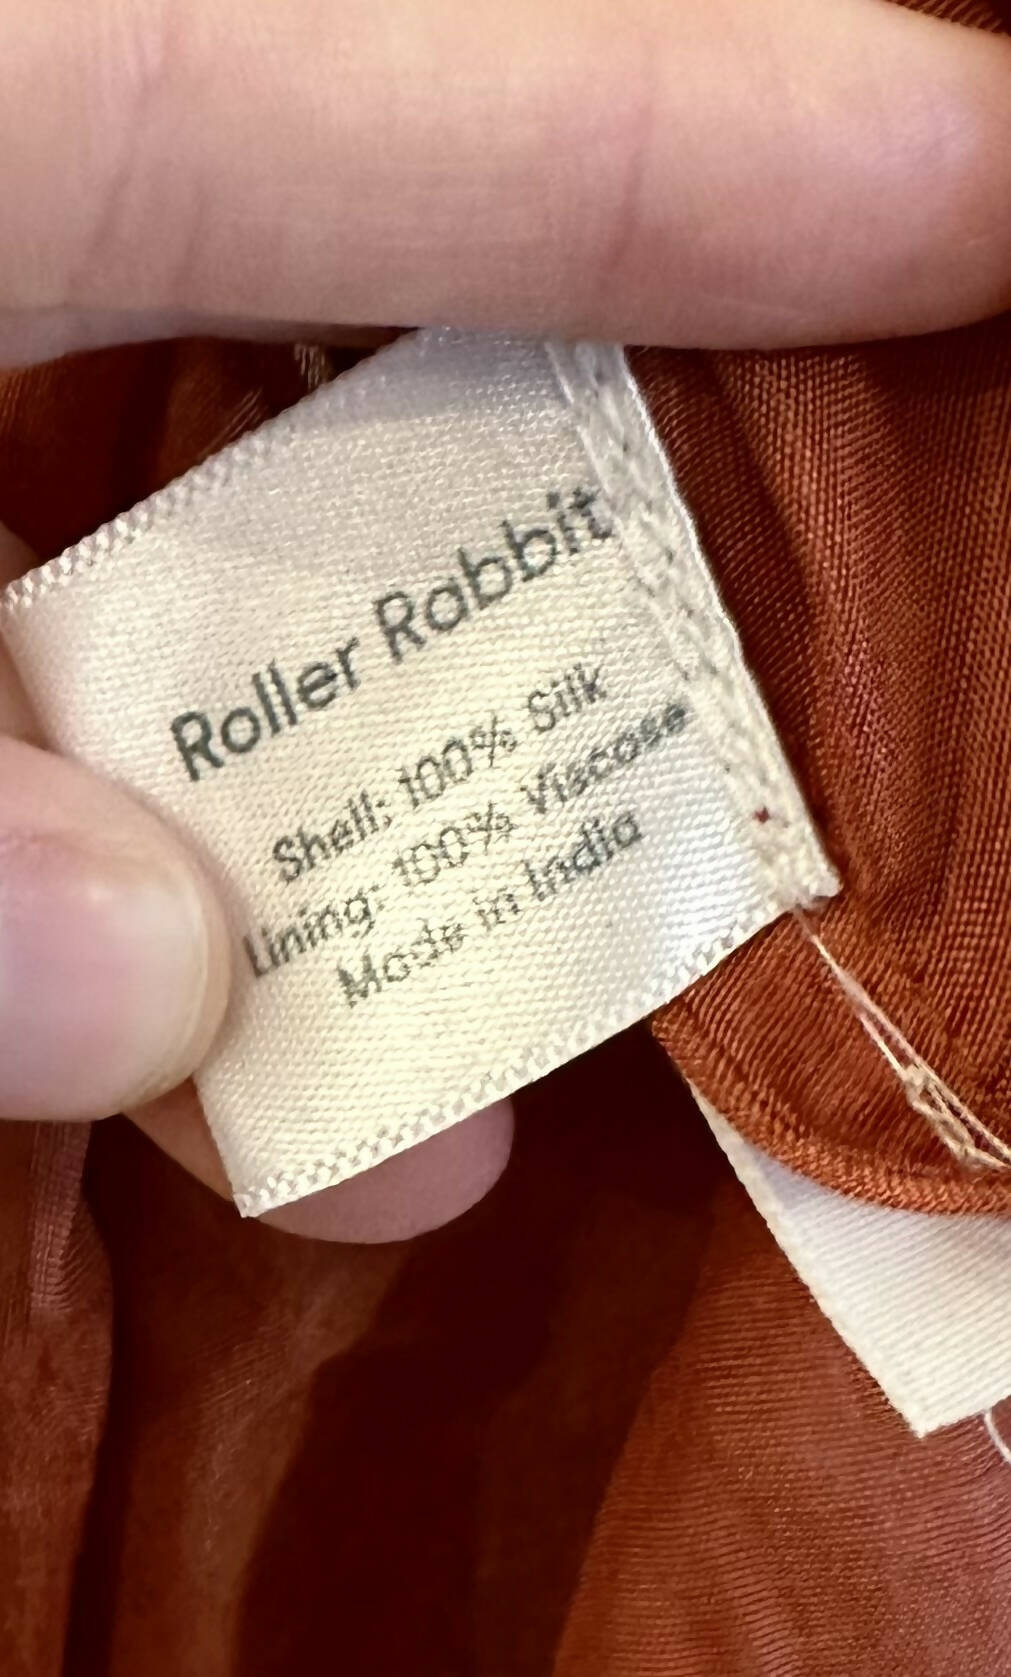 Roller Rabbit
Shell: 100% Silk
Lining: 100% Viscose
Made in India